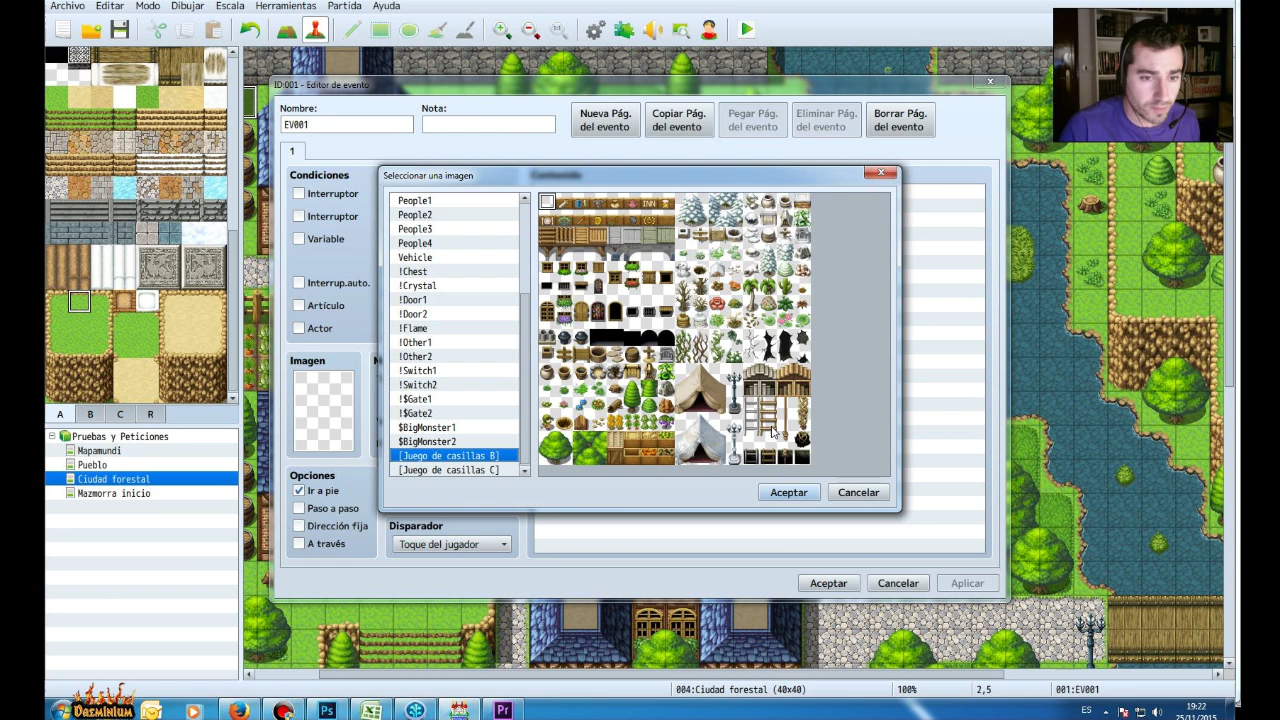 Archivo Editar Modo Dibujar Escala Herramientas Partida Ayuda
ID:001 - Editor de evento
Nombre:
EV001
Nota:
Nueva Pág. del evento
Copiar Pág. del evento
Pegar Pág. del evento
Eliminar Pág. del evento
Borrar Pág. del evento
1
Condiciones
Interruptor
Interruptor
Variable
Interrup.auto.
Artículo
Actor
Imagen
Opciones
Ir a pie
Paso a paso
Dirección fija
A través
Disparador
Toque del jugador
Contenido
Seleccionar una imagen
People1
People2
People3
People4
Vehicle
!Chest
!Crystal
!Door1
!Door2
!Flame
!Other1
!Other2
!Switch1
!Switch2
!$Gate1
!$Gate2
$BigMonster1
$BigMonster2
[Juego de casillas B]
[Juego de casillas C]
INN
Aceptar Cancelar
Aceptar Cancelar Aplicar
A B C R
Pruebas y Peticiones
Mapamundi
Pueblo
Ciudad forestal
Mazmorra inicio
004:Ciudad forestal (40x40) 100% 2,5 001:EV001
Dasminium
Ps
Pr
ES
19:22
25/11/2015